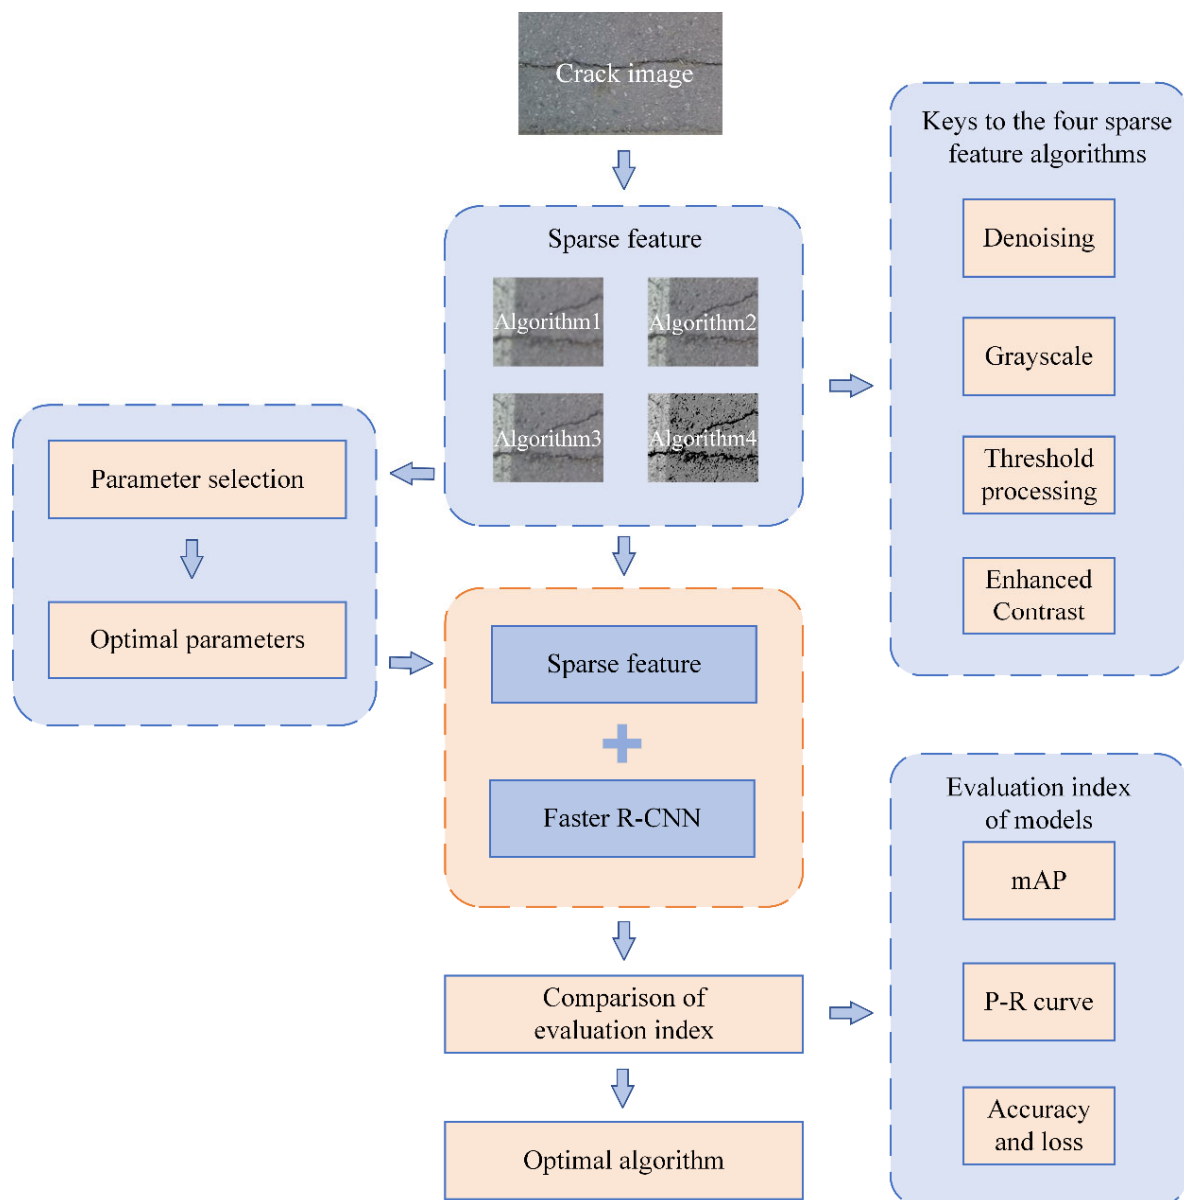 Crack image
Keys to the four sparse
feature algorithms
Denoising
Grayscale
Threshold
processing
Enhanced
Contrast
Sparse feature
Algorithm1
Algorithm2
Algorithm3
Algorithm4
Parameter selection
Optimal parameters
Sparse feature
Faster R-CNN
Comparison of
evaluation index
Optimal algorithm
Evaluation index
of models
mAP
P-R curve
Accuracy
and loss